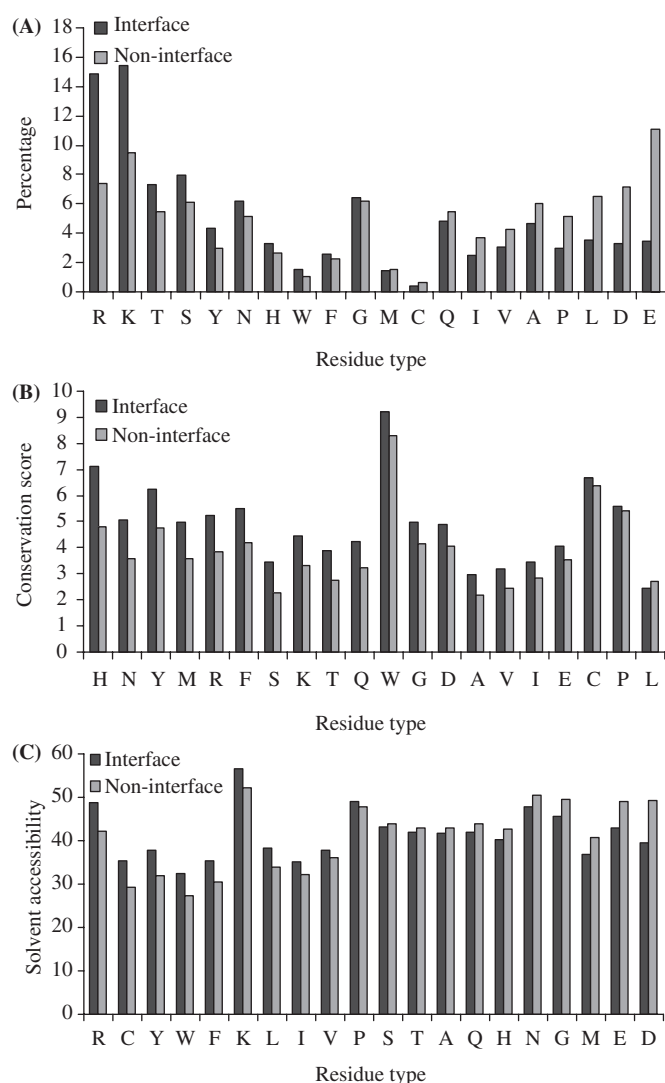 (A)
18
16
14
12
10
8
6
4
2
0
Percentage
Interface
Non-interface
R K T S Y N H W F G M C Q I V A P L D E
Residue type
(B)
10
9
8
7
6
5
4
3
2
1
0
Conservation score
Interface
Non-interface
H N Y M R F S K T Q W G D A V I E C P L
Residue type
(C)
60
50
40
30
20
10
0
Solvent accessibility
Interface
Non-interface
R C Y W F K L I V P S T A Q H N G M E D
Residue type